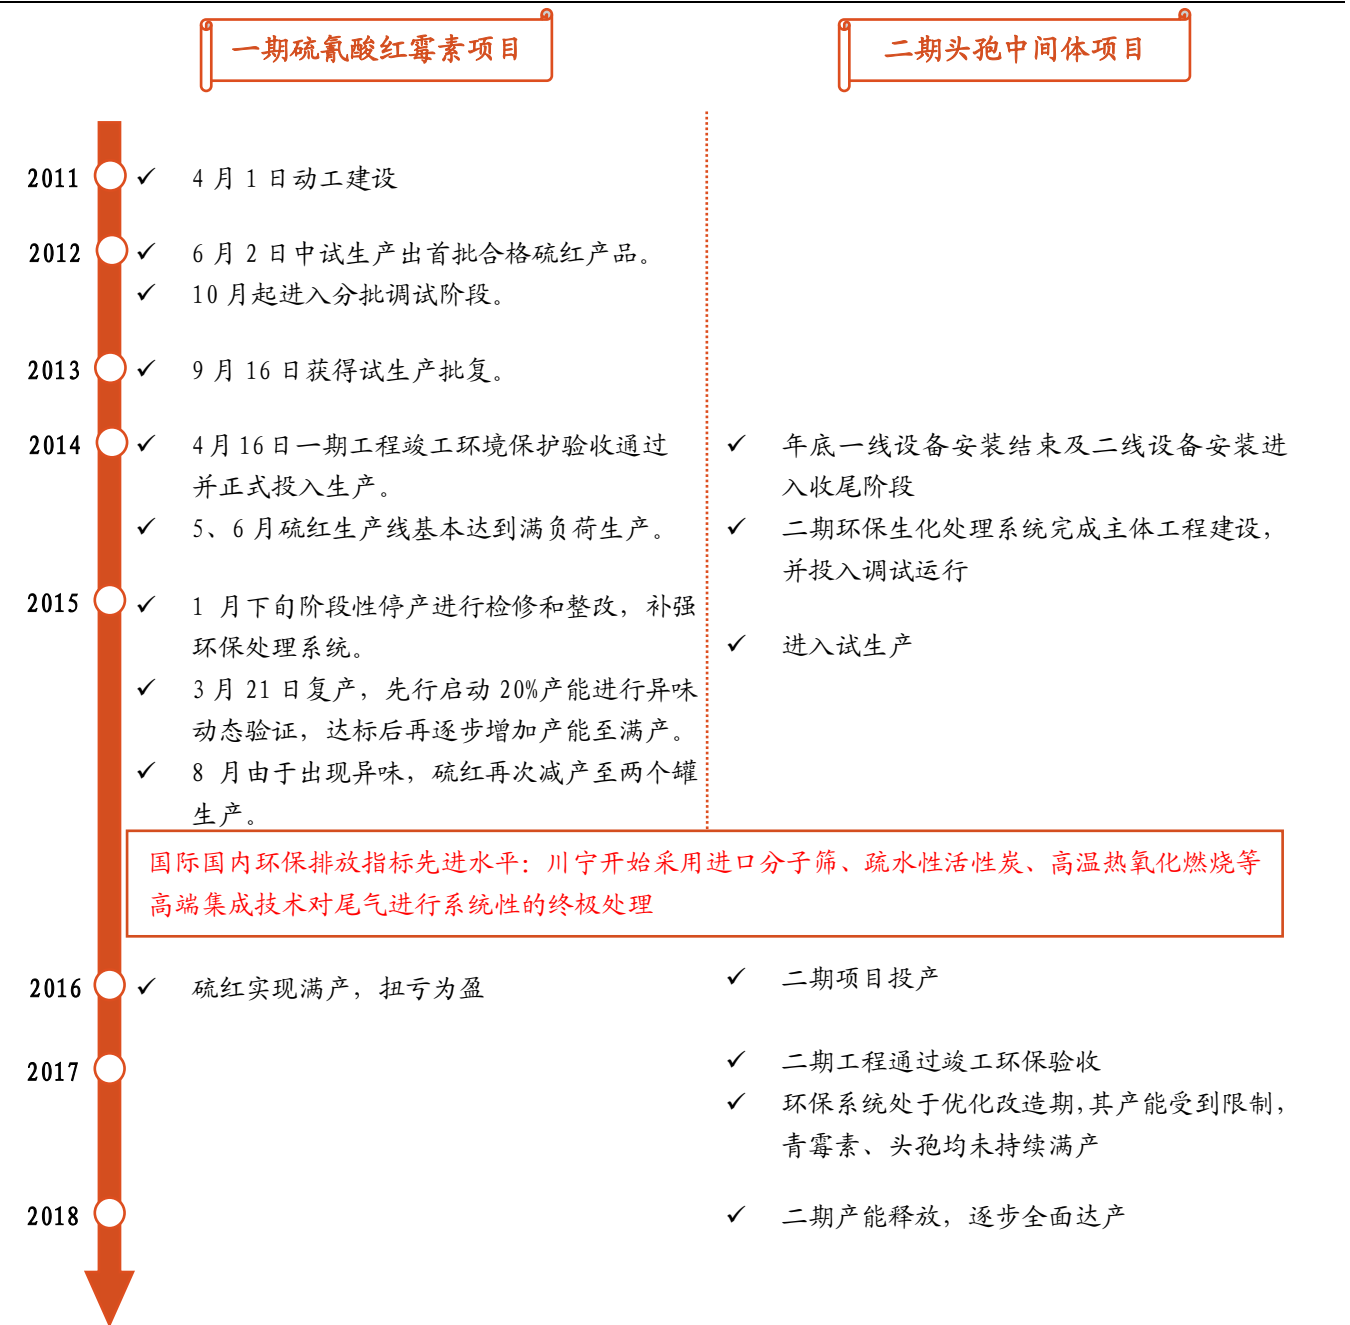 一期硫氰酸红霉素项目
二期头孢中间体项目
2011
✓ 4月1日动工建设
2012
✓ 6月2日中试生产出首批合格硫红产品。
✓ 10月起进入分批调试阶段。
2013
✓ 9月16日获得试生产批复。
2014
✓ 4月16日一期工程竣工环境保护验收通过
并正式投入生产。
✓ 5、6月硫红生产线基本达到满负荷生产。
✓ 年底一线设备安装结束及二线设备安装进
入收尾阶段
✓ 二期环保生化处理系统完成主体工程建设，
并投入调试运行
2015
✓ 1 月下旬阶段性停产进行检修和整改，补强
环保处理系统。
✓ 3月21日复产，先行启动20%产能进行异味
动态验证，达标后再逐步增加产能至满产。
✓ 8 月由于出现异味，硫红再次减产至两个罐
生产。
✓ 进入试生产
国际国内环保排放指标先进水平：川宁开始采用进口分子筛、疏水性活性炭、高温热氧化燃烧等
高端集成技术对尾气进行系统性的终极处理
2016
✓ 硫红实现满产，扭亏为盈
✓ 二期项目投产
2017
✓ 二期工程通过竣工环保验收
✓ 环保系统处于优化改造期,其产能受到限制，
青霉素、头孢均未持续满产
2018
✓ 二期产能释放，逐步全面达产